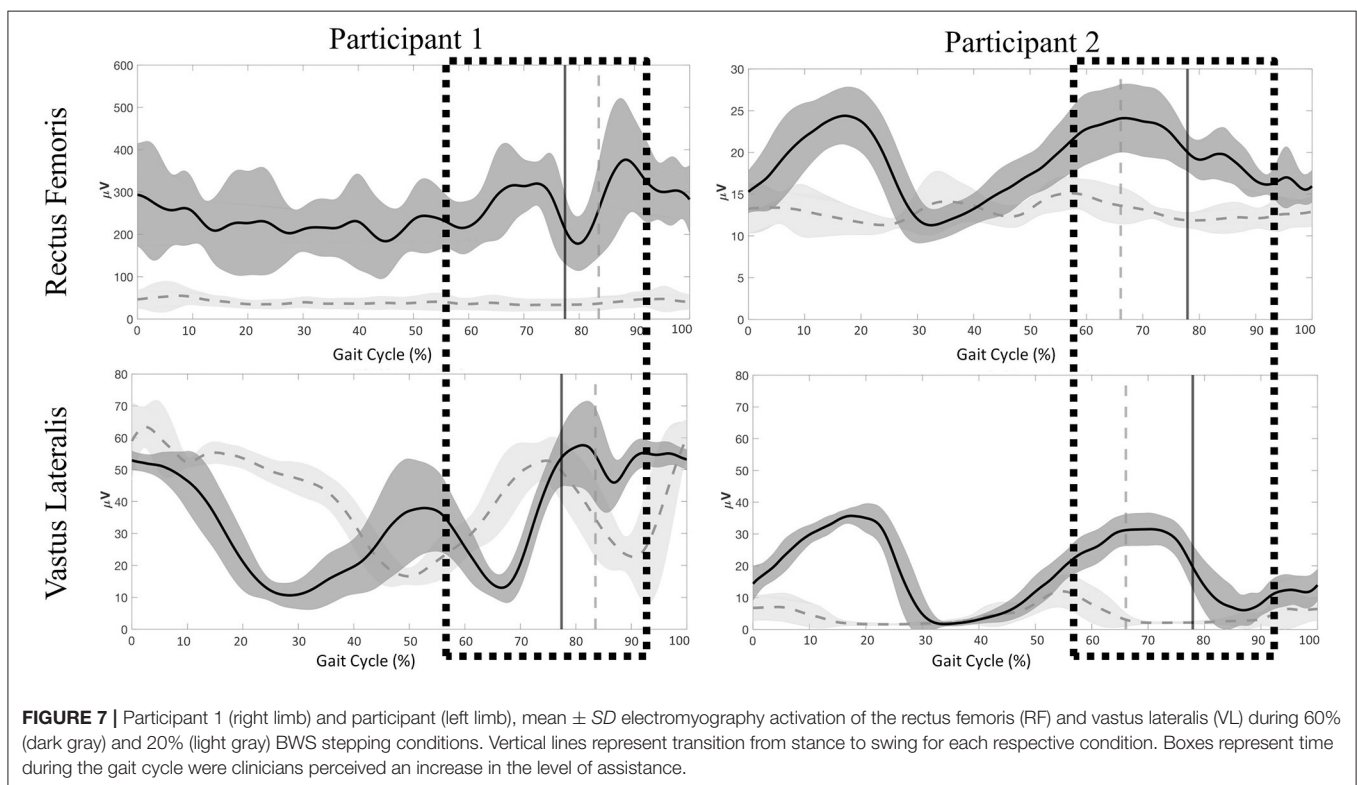 Participant 1
Participant 2
Rectus Femoris
μV
600
500
400
300
200
100
0
0 10 20 30 40 50 60 70 80 90 100
Gait Cycle (%)
μV
30
25
20
15
10
5
0
0 10 20 30 40 50 60 70 80 90 100
Gait Cycle (%)
Vastus Lateralis
μV
80
70
60
50
40
30
20
10
0
0 10 20 30 40 50 60 70 80 90 100
Gait Cycle (%)
μV
80
70
60
50
40
30
20
10
0
0 10 20 30 40 50 60 70 80 90 100
Gait Cycle (%)
FIGURE 7 | Participant 1 (right limb) and participant (left limb), mean ± SD electromyography activation of the rectus femoris (RF) and vastus lateralis (VL) during 60%
(dark gray) and 20% (light gray) BWS stepping conditions. Vertical lines represent transition from stance to swing for each respective condition. Boxes represent time
during the gait cycle were clinicians perceived an increase in the level of assistance.